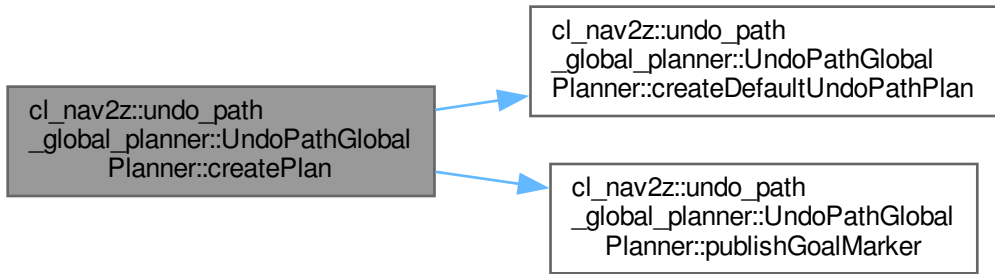 cl_nav2z::undo_path
_global_planner::UndoPathGlobal
Planner::createPlan
cl_nav2z::undo_path
_global_planner::UndoPathGlobal
Planner::createDefaultUndoPathPlan
cl_nav2z::undo_path
_global_planner::UndoPathGlobal
Planner::publishGoalMarker